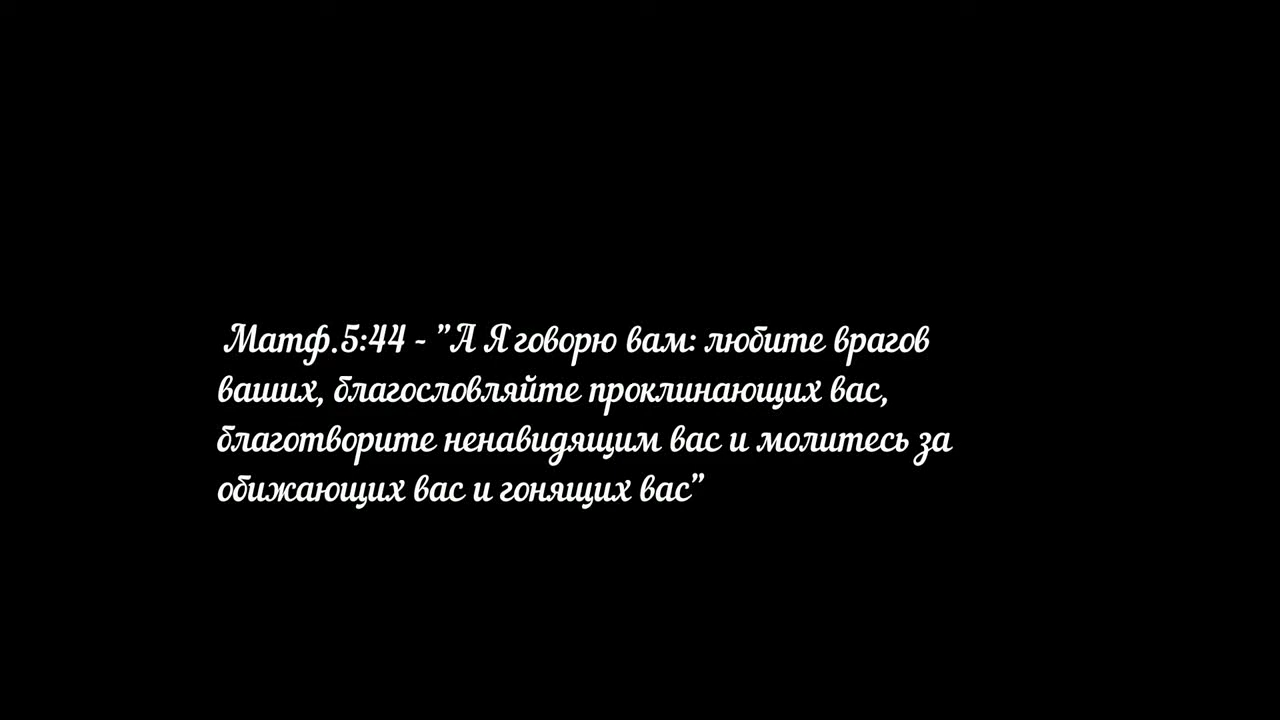 Матф.5:44 - "А Я говорю вам: любите врагов
ваших, благословляйте проклинающих вас,
благотворите ненавидящим вас и молитесь за
обижающих вас и гонящих вас"